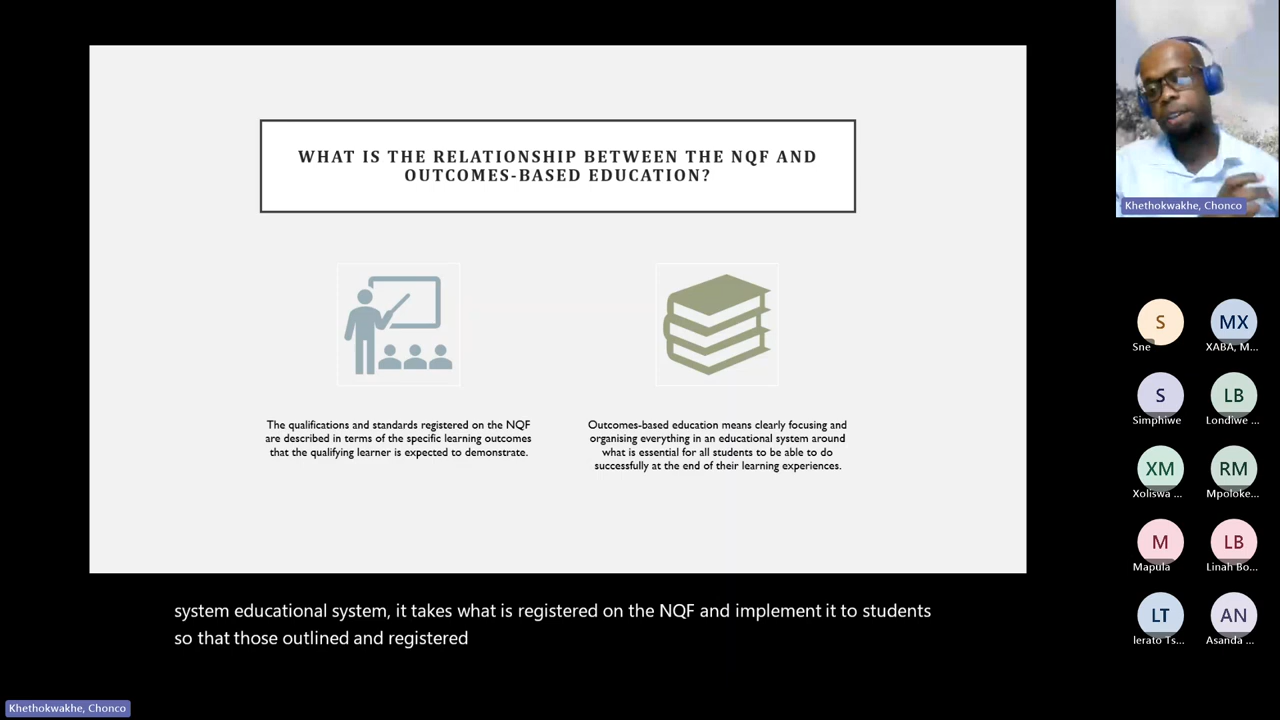 WHAT IS THE RELATIONSHIP BETWEEN THE NQF AND
OUTCOMES-BASED EDUCATION?
The qualifications and standards registered on the NQF
are described in terms of the specific learning outcomes
that the qualifying learner is expected to demonstrate.
Outcomes-based education means clearly focusing and
organising everything in an educational system around
what is essential for all students to be able to do
successfully at the end of their learning experiences.
system educational system, it takes what is registered on the NQF and implement it to students
so that those outlined and registered
Khethokwakhe, Chonco
Khethokwakhe, Chonco
S
Sne
MX
XABA, M...
S
Simphiwe
LB
Londiwe ...
XM
Xoliswa ...
RM
Mpoloke...
M
Mapula
LB
Linah Bo...
LT
lerato Ts...
AN
Asanda ...